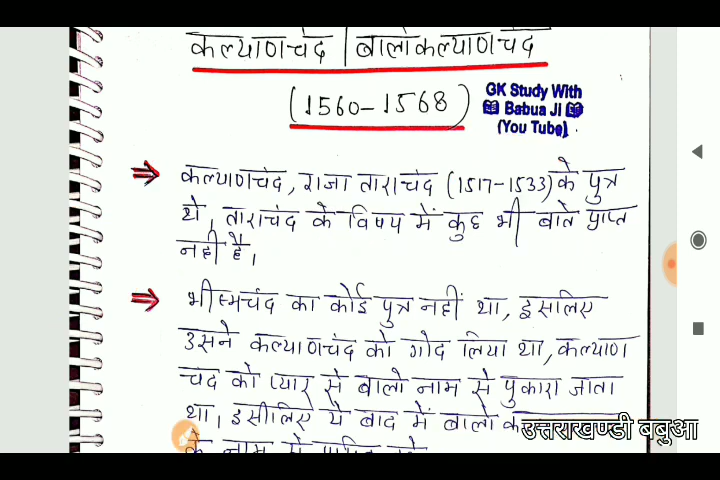 कल्याणचंद | बालोकल्याणचंद
(1560-1568)
GK Study With
Babua JI
(You Tube)
⇒ कल्याणचंद, राजा ताराचंद (1517-1533) के पुत्र
थे, ताराचंद के विषय में कुछ भी बाते प्राप्त
नही है।
⇒ भीष्मचंद का कोई पुत्र नहीं था, इसलिए
उसने कल्याणचंद को गोद लिया था, कल्याण
चंद को प्यार से बालो नाम से पुकारा जाता
था। इसीलिए ये बाद में बालो
उत्तराखण्डी बबुआ
के नाम से